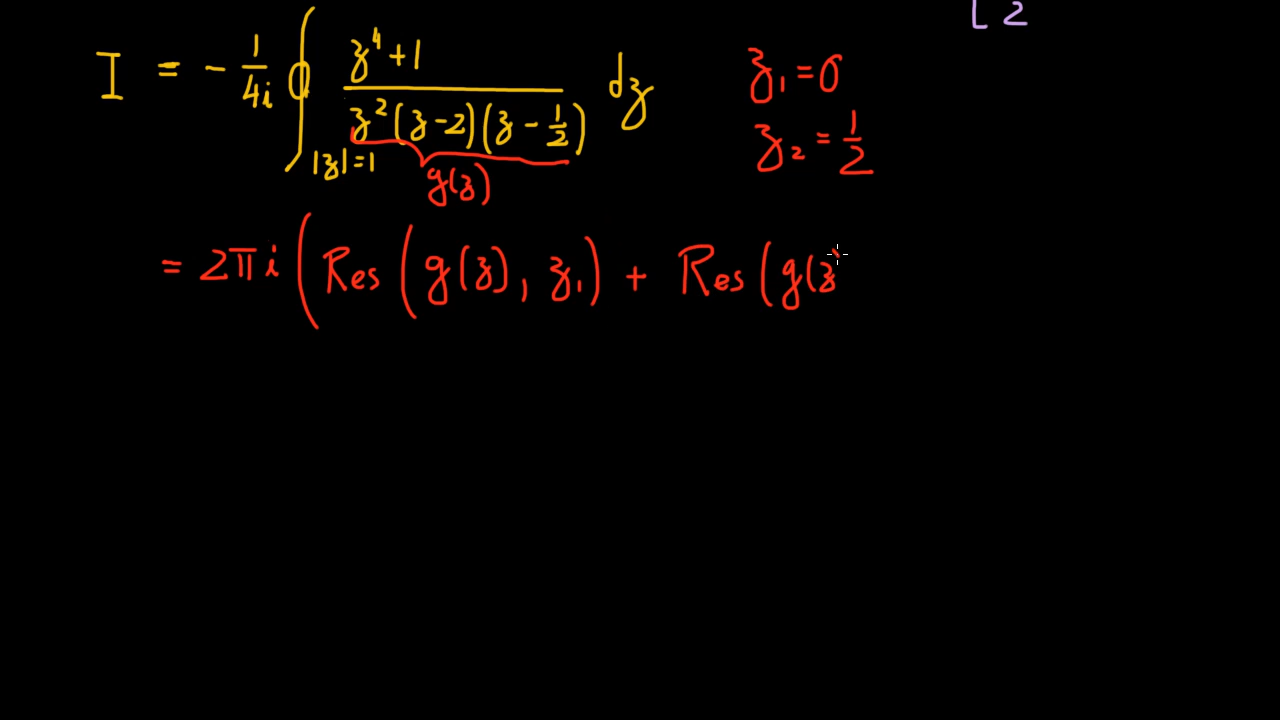 [ 2
I = - 1/4i ∮ |z|=1 z⁴+1 / z²(z-2)(z-1/2) dz
g(z)
z₁ = 0
z₂ = 1/2
= 2πi ( Res ( g(z), z₁ ) + Res ( g(z